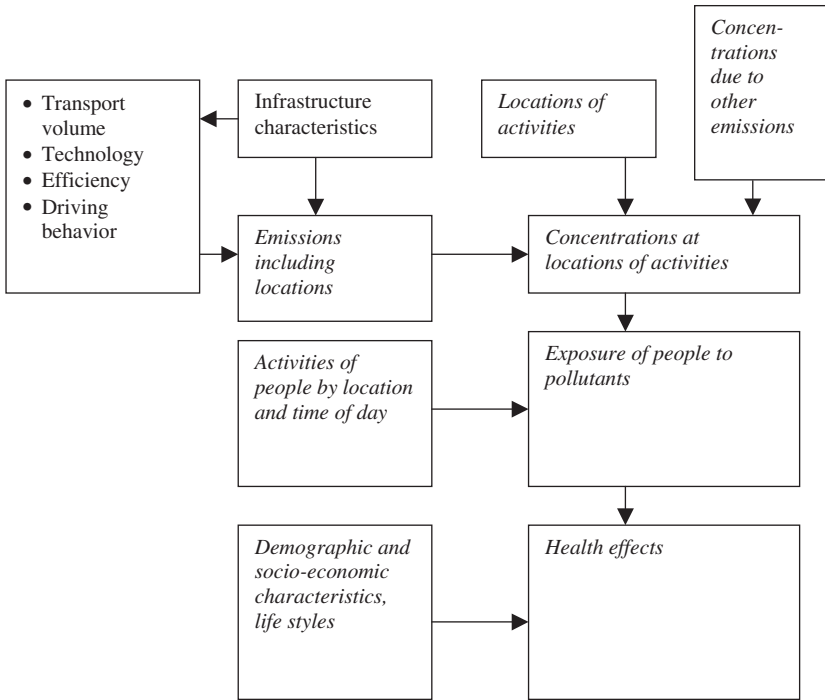 • Transport
volume
• Technology
• Efficiency
• Driving
behavior
Infrastructure
characteristics
Locations of
activities
Concen-
trations
due to
other
emissions
Emissions
including
locations
Concentrations at
locations of activities
Activities of
people by location
and time of day
Exposure of people to
pollutants
Demographic and
socio-economic
characteristics,
life styles
Health effects